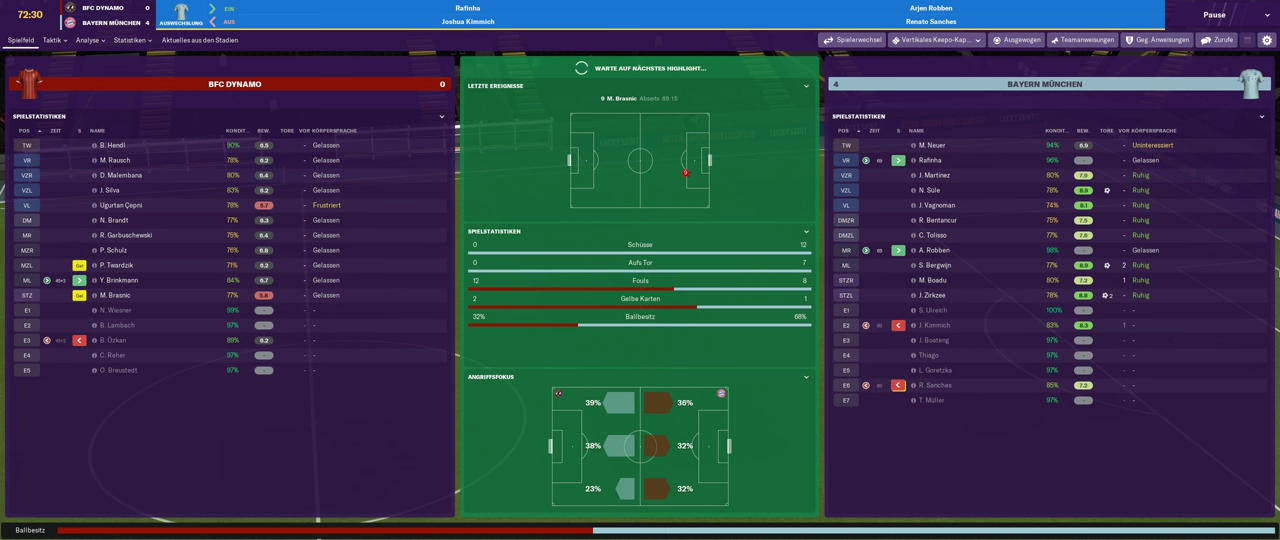 72:30
BFC DYNAMO 0
BAYERN MÜNCHEN 4
AUSWECHSLUNG
EIN Rafinha Arjen Robben
AUS Joshua Kimmich Renato Sanches
Pause
Spielfeld Taktik Analyse Statistiken Aktuelles aus den Stadien
Spielerwechsel Vertikales Keepo-Kap... Ausgewogen Teamanweisungen Geg. Anweisungen Zurufe
BFC DYNAMO 0
SPIELSTATISTIKEN
POS ZEIT S NAME KONDIT... BEW. TORE VOR KÖRPERSPRACHE
TW B. Hendl 90% 6.5 - Gelassen
VR M. Rausch 78% 6.2 - Gelassen
VZR D. Malembana 80% 6.4 - Gelassen
VZL J. Silva 83% 6.2 - Gelassen
VL Ugurtan Çepni 78% 5.7 - Frustriert
DM N. Brandt 77% 6.3 - Gelassen
MR R. Garbuschewski 75% 6.4 - Gelassen
MZR P. Schulz 76% 6.8 - Gelassen
MZL Gel P. Twardzik 71% 6.2 - Gelassen
ML 45+3 Y. Brinkmann 84% 6.7 - Gelassen
STZ Gel M. Brasnic 77% 5.8 - Gelassen
E1 N. Wiesner 99% - - -
E2 B. Lambach 97% - - -
E3 45+3 B. Özkan 89% 6.2 - -
E4 C. Reher 97% - - -
E5 O. Breustedt 97% - - -
WARTE AUF NÄCHSTES HIGHLIGHT...
LETZTE EREIGNISSE
9 M. Brasnic Abseits 69:15
9
SPIELSTATISTIKEN
0 Schüsse 12
0 Aufs Tor 7
12 Fouls 8
2 Gelbe Karten 1
32% Ballbesitz 68%
ANGRIFFSFOKUS
39% 36%
38% 32%
23% 32%
4 BAYERN MÜNCHEN
SPIELSTATISTIKEN
POS ZEIT S NAME KONDIT... BEW. TORE VOR KÖRPERSPRACHE
TW M. Neuer 94% 6.9 - Uninteressiert
VR Rafinha 96% - - Gelassen
VZR J. Martínez 80% 7.9 - Ruhig
VZL N. Süle 78% 8.9 - Ruhig
VL J. Vagnoman 74% 8.1 - Ruhig
DMZR R. Bentancur 75% 7.5 - Ruhig
DMZL C. Tolisso 77% 7.6 - Ruhig
MR A. Robben 98% - - Gelassen
ML S. Bergwijn 77% 8.9 2 Ruhig
STZR M. Boadu 80% 7.2 1 Ruhig
STZL J. Zirkzee 78% 8.8 2 - Ruhig
E1 S. Ulreich 100% - - -
E2 J. Kimmich 83% 8.3 1 -
E3 J. Boateng 97% - - -
E4 Thiago 97% - - -
E5 L. Goretzka 97% - - -
E6 R. Sanches 85% 7.2 - -
E7 T. Müller 97% - - -
Ballbesitz